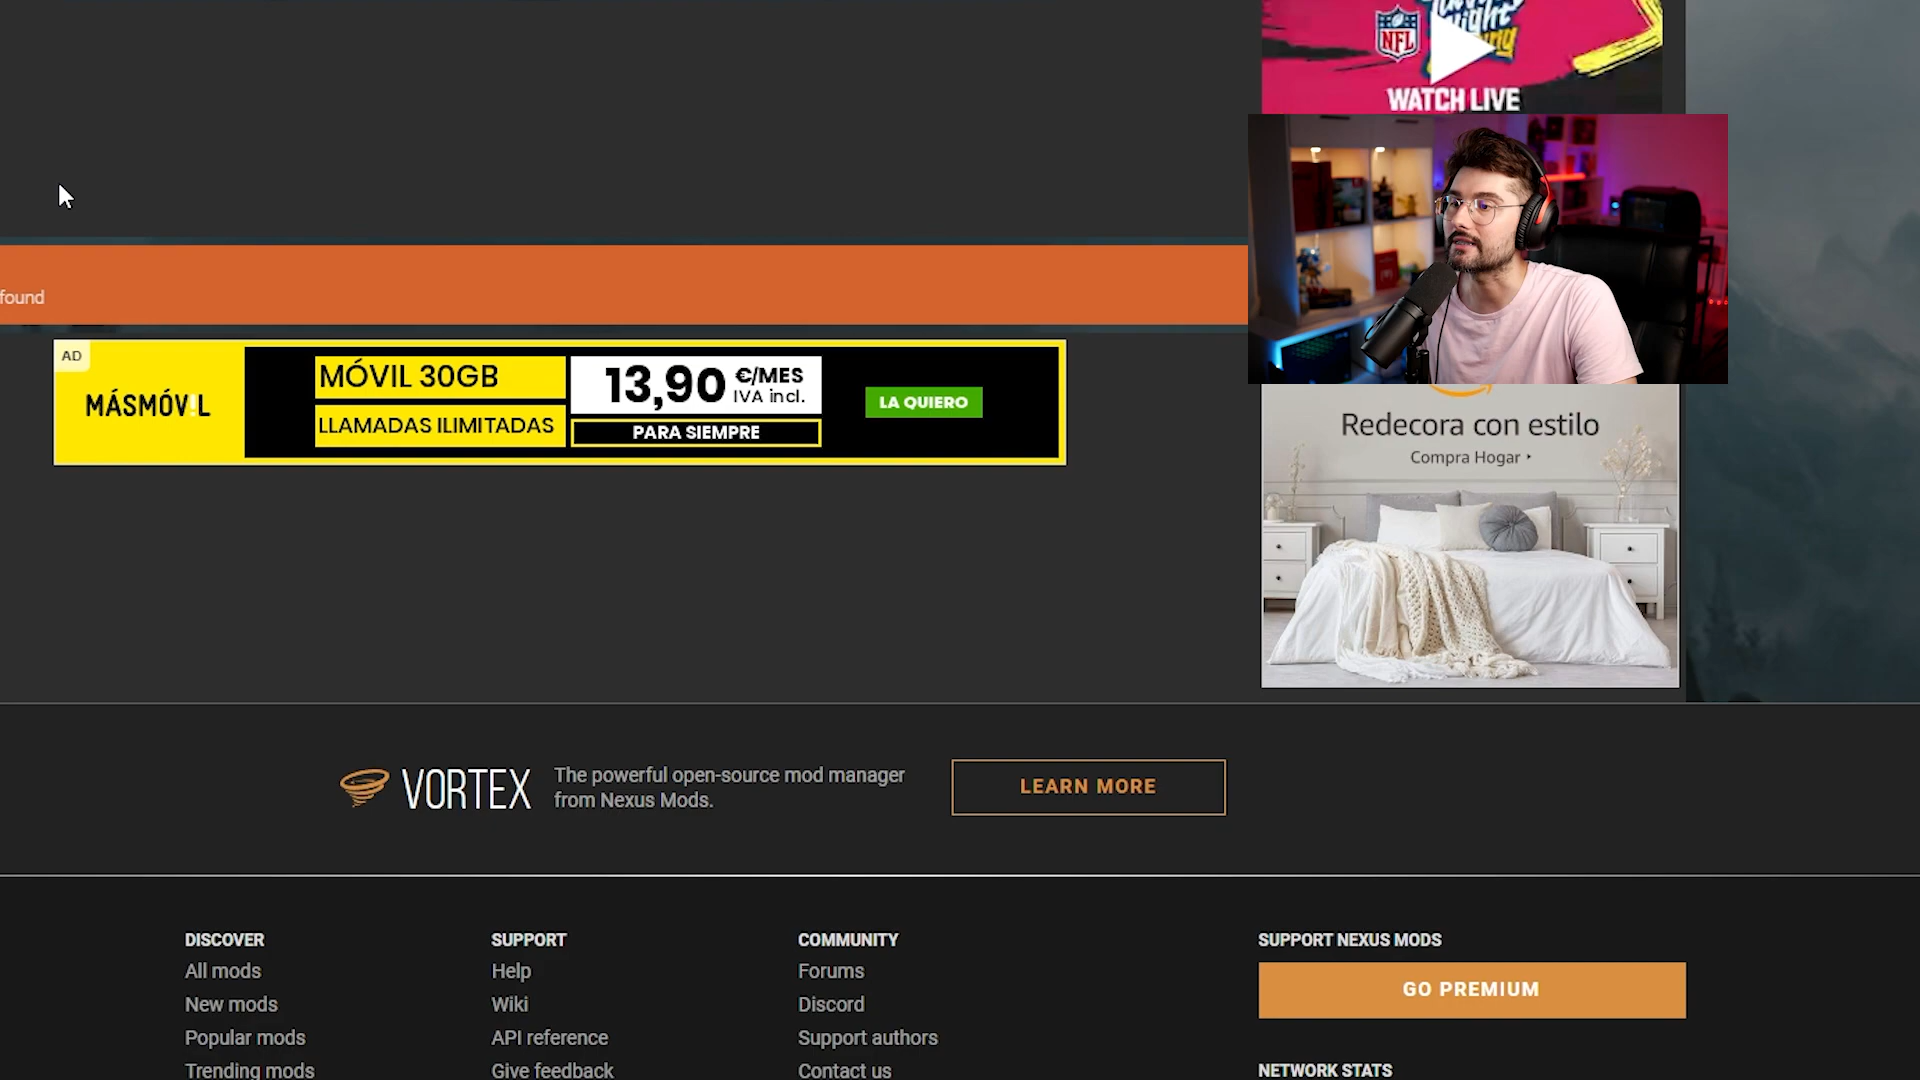 NFL
WATCH LIVE
found
AD
MÁSMÓV!L
MÓVIL 30GB
LLAMADAS ILIMITADAS
13,90 €/MES
IVA incl.
PARA SIEMPRE
LA QUIERO
Redecora con estilo
Compra Hogar
VORTEX
The powerful open-source mod manager
from Nexus Mods.
LEARN MORE
DISCOVER
All mods
New mods
Popular mods
Trending mods
SUPPORT
Help
Wiki
API reference
Give feedback
COMMUNITY
Forums
Discord
Support authors
Contact us
SUPPORT NEXUS MODS
GO PREMIUM
NETWORK STATS